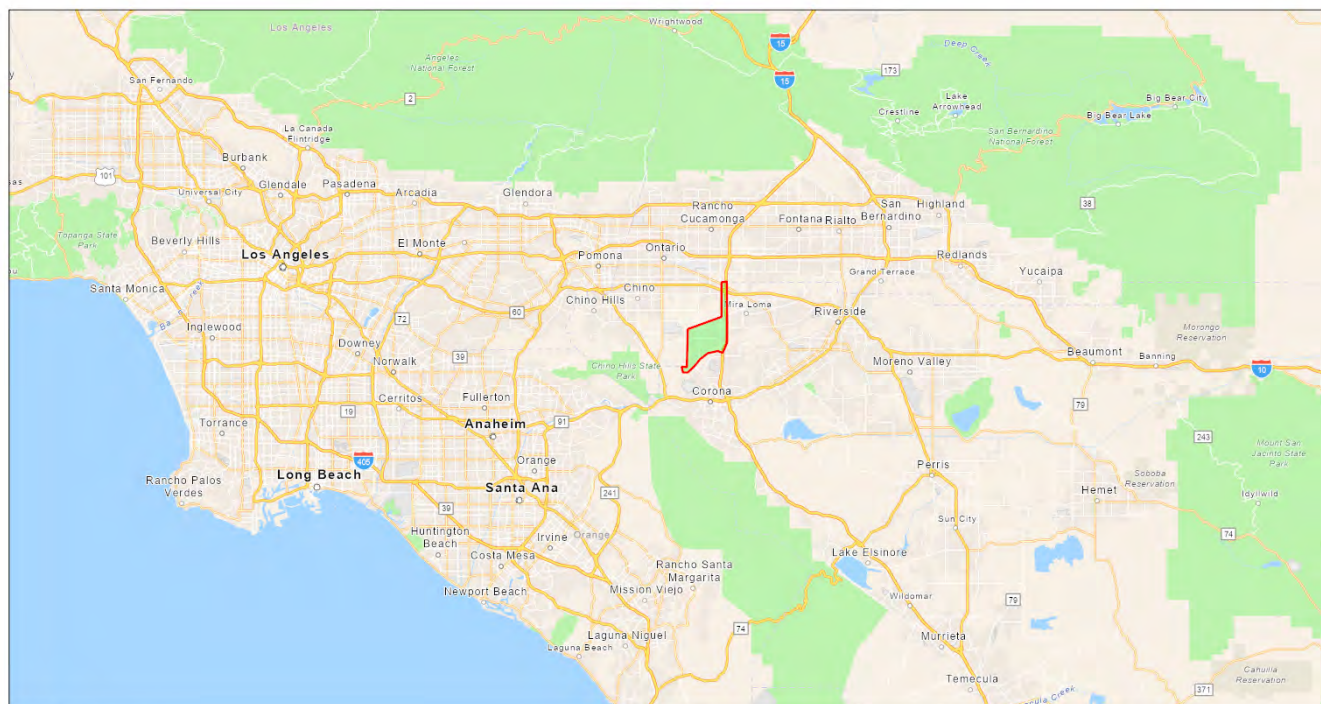 Wrightwood
Los Angeles
15
Angeles
National Forest
15
Deep Creek
173
San Fernando
2
Crestline
Lake
Arrowhead
Big Bear City
Big Bear Lake
La Canada
Flintridge
San Bernardino
National Forest
Burbank
101
Universal City
Glendale
Pasadena
Arcadia
Glendora
Rancho
Cucamonga
Fontana
Rialto
San
Bernardino
Highland
38
Topanga State
Park
Beverly Hills
Los Angeles
El Monte
Pomona
Ontario
Grand Terrace
Redlands
Yucaipa
Santa Monica
Chino
Chino Hills
Mira Loma
Riverside
Inglewood
72
60
Downey
39
Norwalk
Chino Hills State
Park
Moreno Valley
Beaumont
Banning
Morongo
Reservation
10
Cerritos
Fullerton
Corona
79
Torrance
19
Anaheim
91
243
Mount San
Jacinto State
Park
405
Orange
Rancho Palos
Verdes
Long Beach
Santa Ana
241
Perris
Hemet
Soboba
Reservation
Idyllwild
39
Huntington
Beach
Irvine
Orange
Sun City
74
Costa Mesa
Rancho Santa
Margarita
Lake Elsinore
Newport Beach
Mission Viejo
Wildomar
79
74
Laguna Niguel
Laguna Beach
Murrieta
Temecula
Cahuilla
Reservation
371